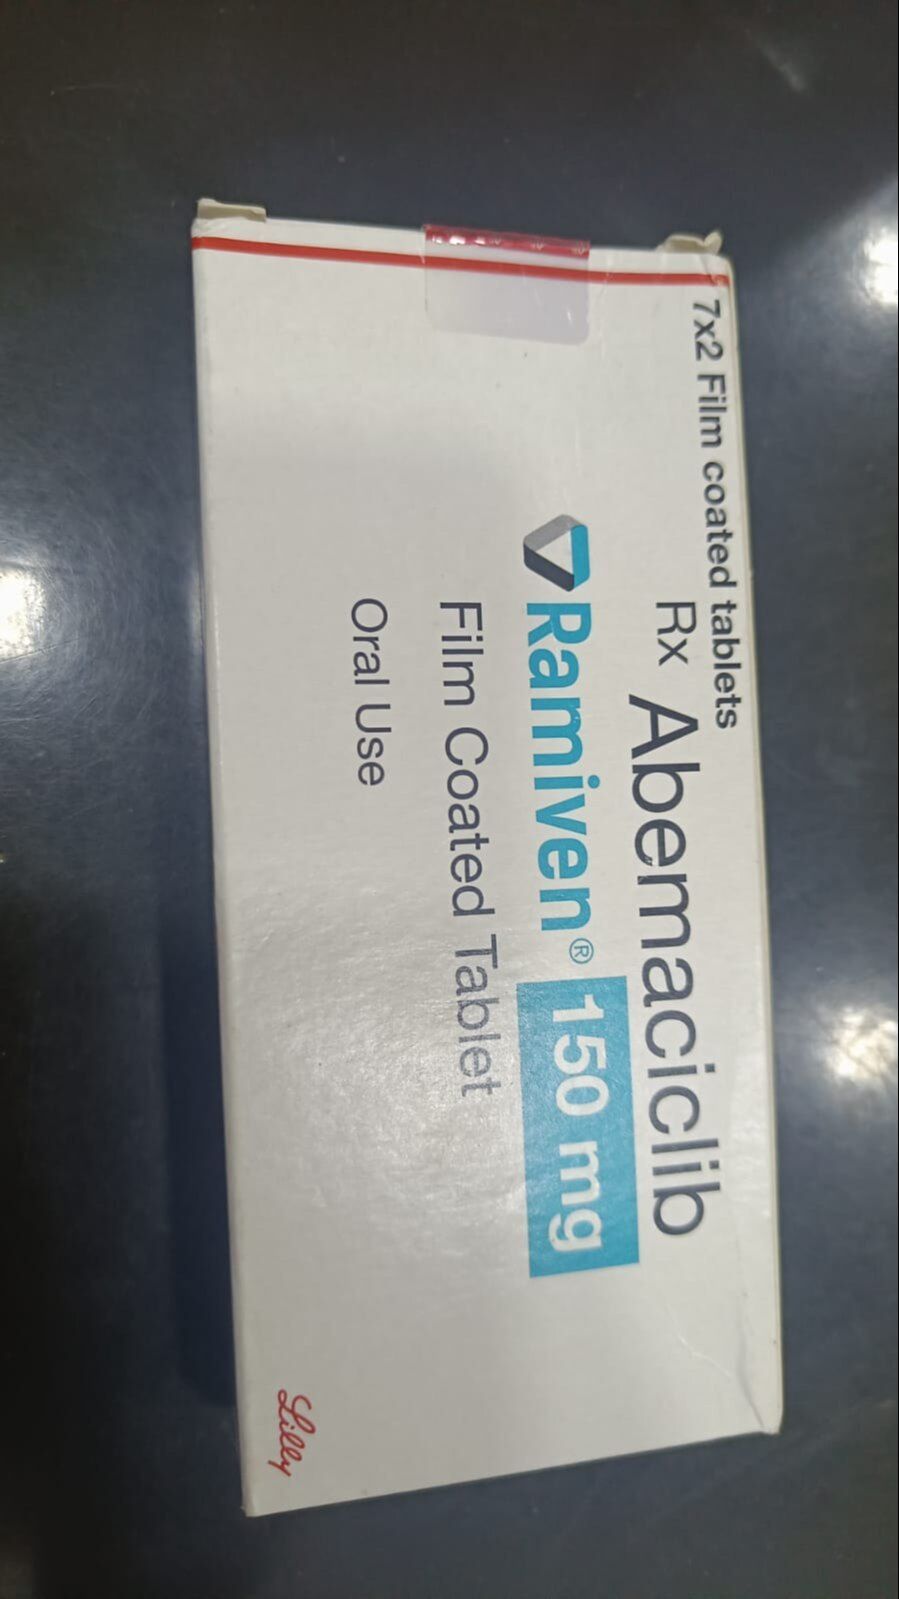 7x2 Film coated tablets
Rx Abemaciclib
Ramiven® 150 mg
Film Coated Tablet
Oral Use
Lilly